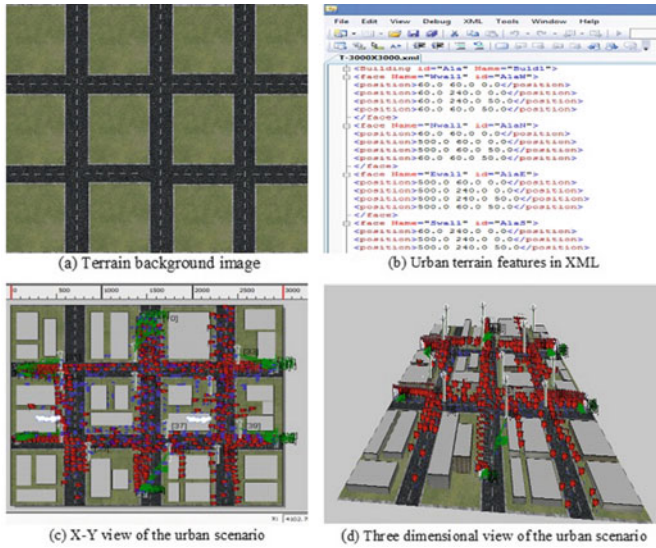 (a) Terrain background image
File Edit View Debug XML Tools Window Help
T-3000X3000.xml
<Building id="Ala" Name="Buld1">
<face Name="Wwall" id="AlaW">
<position>60.0 60.0 0.0</position>
<position>60.0 240.0 0.0</position>
<position>60.0 240.0 50.0</position>
<position>60.0 60.0 50.0</position>
</face>
<face Name="Nwall" id="AlaN">
<position>60.0 60.0 0.0</position>
<position>500.0 60.0 0.0</position>
<position>500.0 60.0 50.0</position>
<position>60.0 60.0 50.0</position>
</face>
<face Name="Ewall" id="AlaE">
<position>500.0 60.0 0.0</position>
<position>500.0 240.0 0.0</position>
<position>500.0 240.0 50.0</position>
<position>500.0 60.0 50.0</position>
</face>
<face Name="Swall" id="AlaS">
<position>60.0 240.0 0.0</position>
<position>500.0 240.0 0.0</position>
<position>500.0 240.0 50.0</position>
(b) Urban terrain features in XML
0 500 1000 1500 2000 2500 3000
[37]
(c) X-Y view of the urban scenario
(d) Three dimensional view of the urban scenario